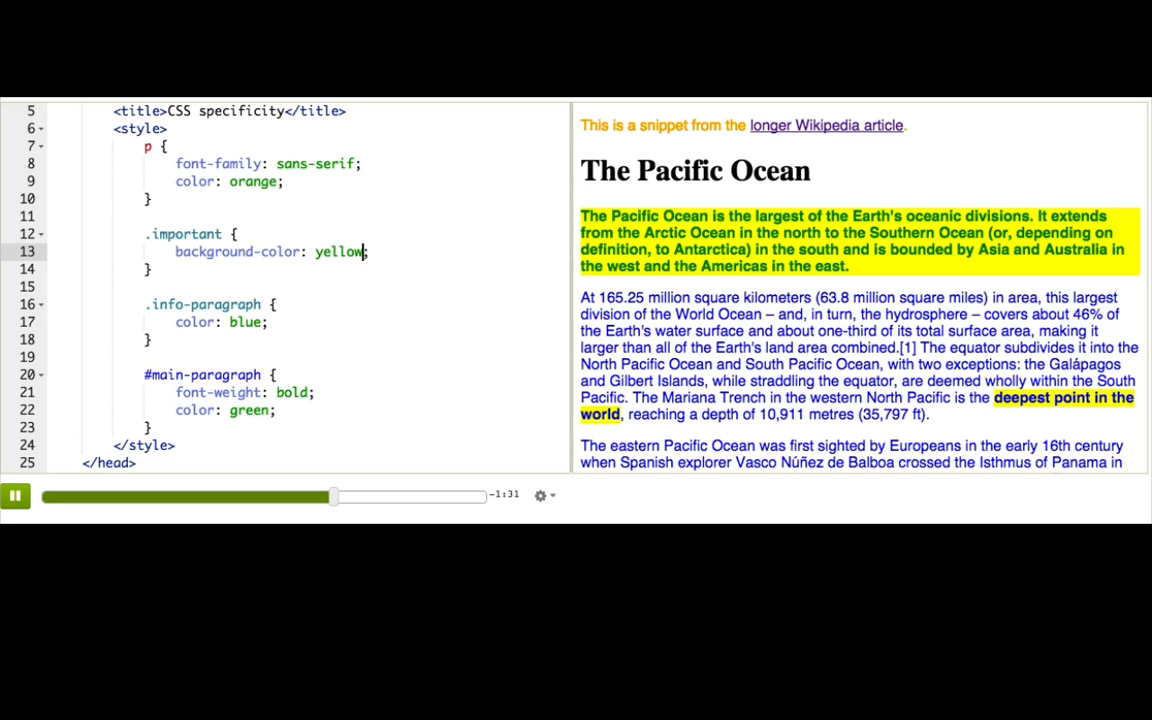 5 <title>CSS specificity</title>
6 <style>
7 p {
8 font-family: sans-serif;
9 color: orange;
10 }
11
12 .important {
13 background-color: yellow;
14 }
15
16 .info-paragraph {
17 color: blue;
18 }
19
20 #main-paragraph {
21 font-weight: bold;
22 color: green;
23 }
24 </style>
25 </head>
-1:31
This is a snippet from the longer Wikipedia article.
The Pacific Ocean
The Pacific Ocean is the largest of the Earth's oceanic divisions. It extends
from the Arctic Ocean in the north to the Southern Ocean (or, depending on
definition, to Antarctica) in the south and is bounded by Asia and Australia in
the west and the Americas in the east.
At 165.25 million square kilometers (63.8 million square miles) in area, this largest
division of the World Ocean – and, in turn, the hydrosphere – covers about 46% of
the Earth's water surface and about one-third of its total surface area, making it
larger than all of the Earth's land area combined.[1] The equator subdivides it into the
North Pacific Ocean and South Pacific Ocean, with two exceptions: the Galápagos
and Gilbert Islands, while straddling the equator, are deemed wholly within the South
Pacific. The Mariana Trench in the western North Pacific is the deepest point in the
world, reaching a depth of 10,911 metres (35,797 ft).
The eastern Pacific Ocean was first sighted by Europeans in the early 16th century
when Spanish explorer Vasco Núñez de Balboa crossed the Isthmus of Panama in